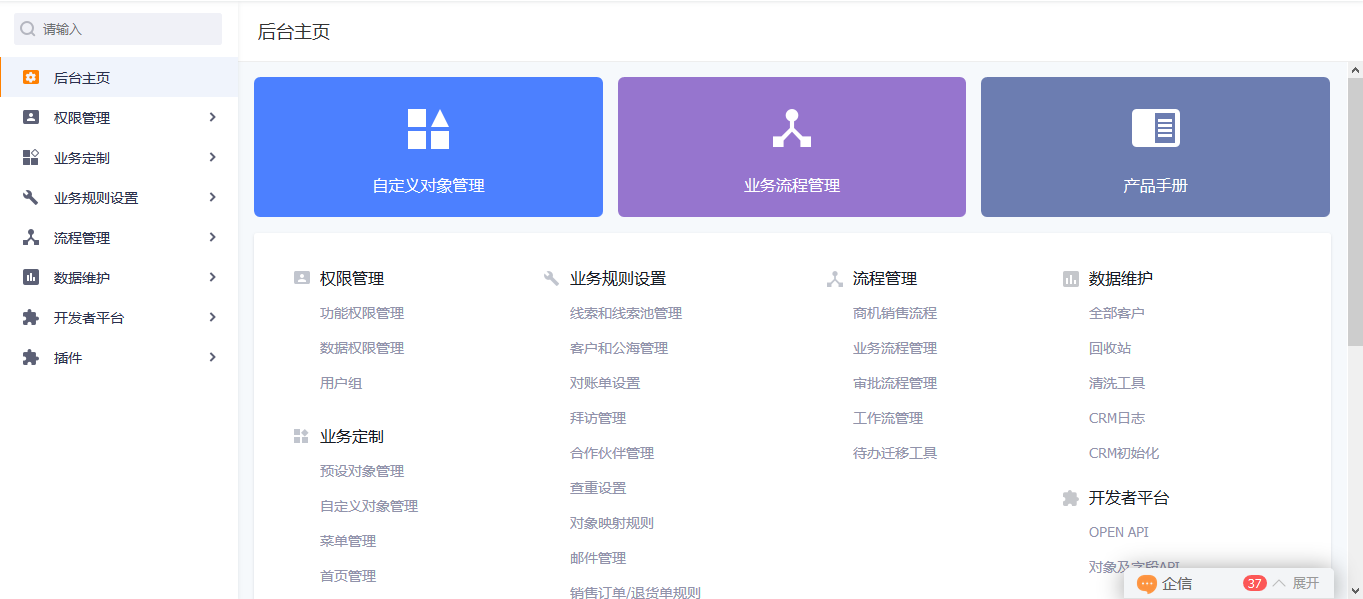 请输入
后台主页
权限管理
业务定制
业务规则设置
流程管理
数据维护
开发者平台
插件
后台主页
自定义对象管理
业务流程管理
产品手册
权限管理
功能权限管理
数据权限管理
用户组
业务定制
预设对象管理
自定义对象管理
菜单管理
首页管理
业务规则设置
线索和线索池管理
客户和公海管理
对账单设置
拜访管理
合作伙伴管理
查重设置
对象映射规则
邮件管理
销售订单/退货单规则
流程管理
商机销售流程
业务流程管理
审批流程管理
工作流管理
待办迁移工具
数据维护
全部客户
回收站
清洗工具
CRM日志
CRM初始化
开发者平台
OPEN API
对象及字段API
企信 37 展开